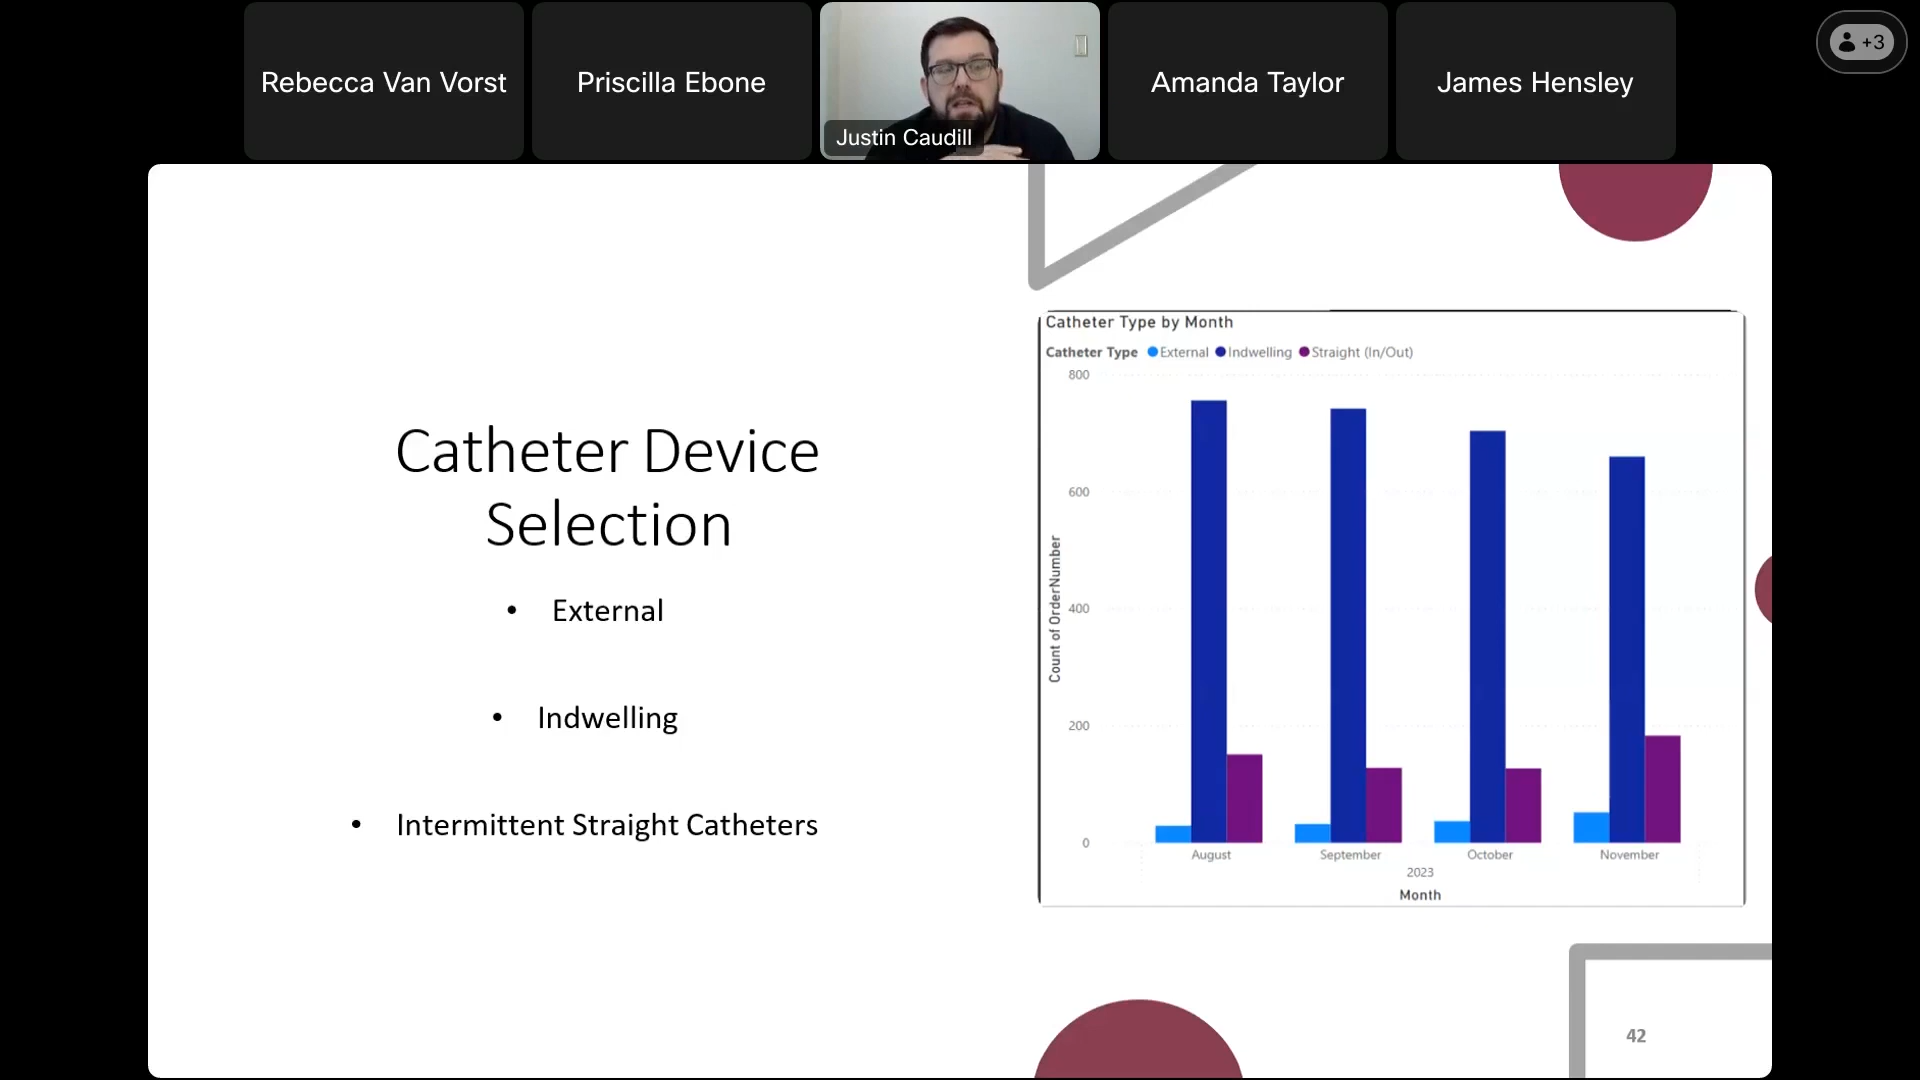 Rebecca Van Vorst
Priscilla Ebone
Justin Caudill
Amanda Taylor
James Hensley
+3
Catheter Device
Selection
• External
• Indwelling
• Intermittent Straight Catheters
Catheter Type by Month
Catheter Type External Indwelling Straight (In/Out)
800
600
400
200
0
Count of OrderNumber
August September October November
2023
Month
42